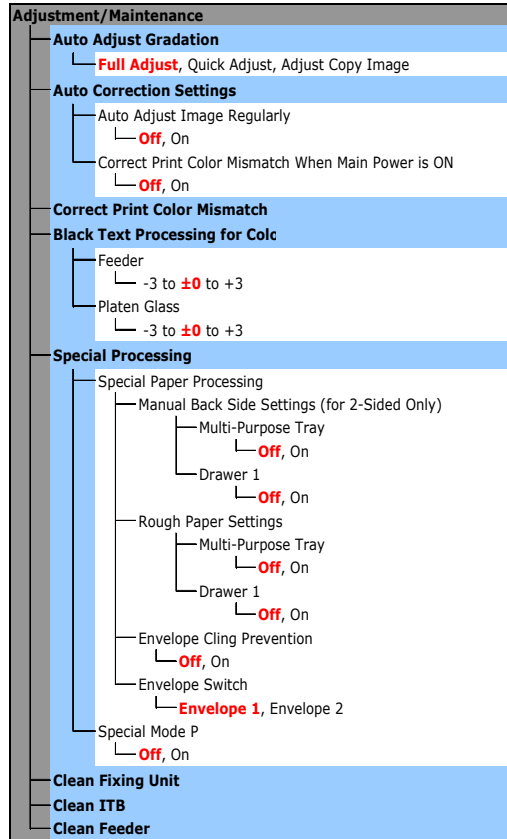 Adjustment/Maintenance
Auto Adjust Gradation
Full Adjust, Quick Adjust, Adjust Copy Image
Auto Correction Settings
Auto Adjust Image Regularly
Off, On
Correct Print Color Mismatch When Main Power is ON
Off, On
Correct Print Color Mismatch
Black Text Processing for Colo
Feeder
-3 to ±0 to +3
Platen Glass
-3 to ±0 to +3
Special Processing
Special Paper Processing
Manual Back Side Settings (for 2-Sided Only)
Multi-Purpose Tray
Off, On
Drawer 1
Off, On
Rough Paper Settings
Multi-Purpose Tray
Off, On
Drawer 1
Off, On
Envelope Cling Prevention
Off, On
Envelope Switch
Envelope 1, Envelope 2
Special Mode P
Off, On
Clean Fixing Unit
Clean ITB
Clean Feeder